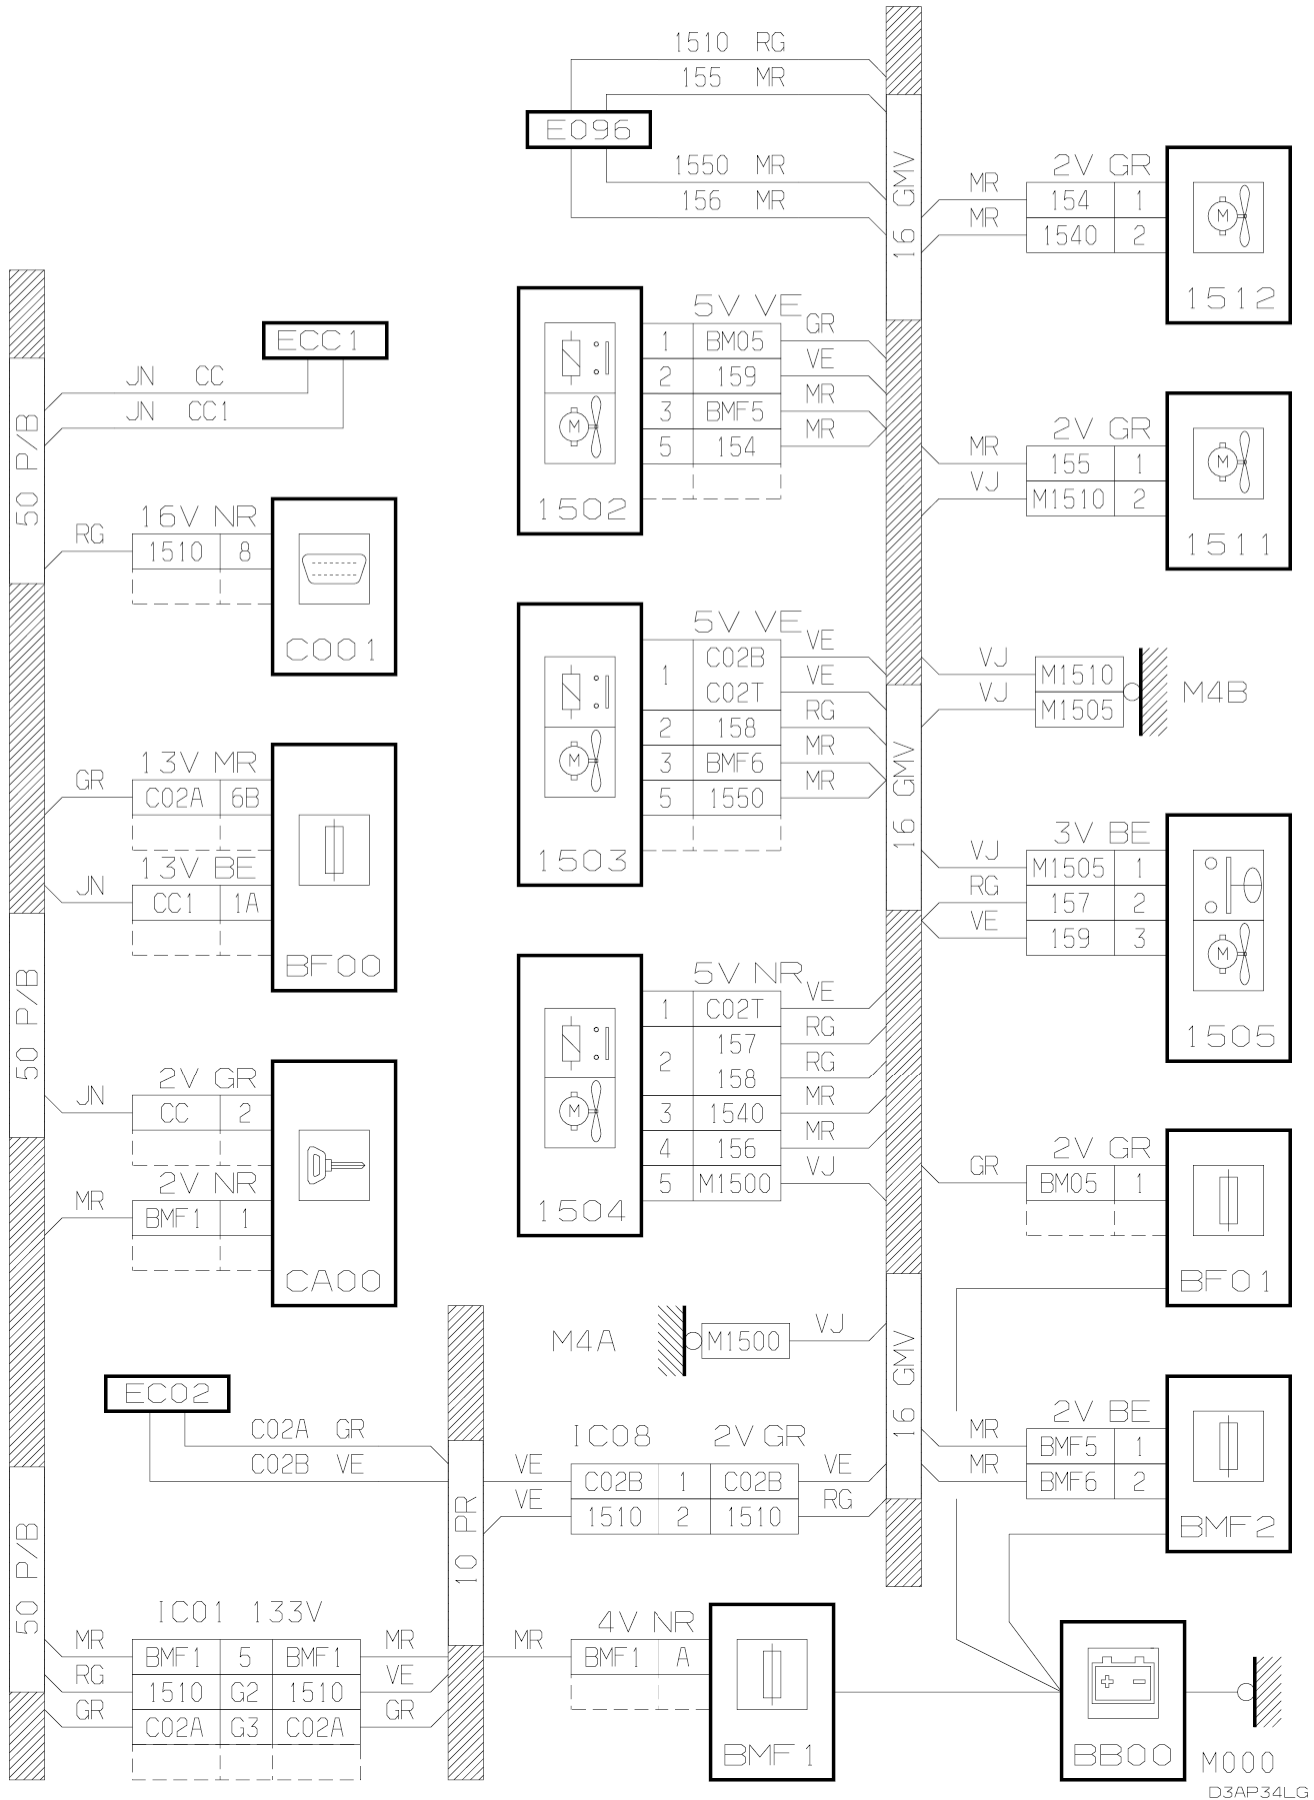 1510 RG
155 MR
E096
1550 MR
156 MR
16 GMV
MR
MR
2V GR
154 1
1540 2
1512
ECC1
JN CC
JN CC1
50 P/B
5V VE
1 BM05 GR
2 159 VE
3 BMF5 MR
5 154 MR
1502
2V GR
MR 155 1
VJ M1510 2
1511
16V NR
RG 1510 8
C001
5V VE
1 C02B VE
C02T VE
2 158 RG
3 BMF6 MR
5 1550 MR
1503
VJ M1510
VJ M1505
M4B
16 GMV
13V MR
GR C02A 6B
13V BE
JN CC1 1A
BF00
3V BE
VJ M1505 1
RG 157 2
VE 159 3
1505
50 P/B
5V NR
1 C02T VE
2 157 RG
158 RG
3 1540 MR
4 156 MR
5 M1500 VJ
1504
2V GR
JN CC 2
2V NR
MR BMF1 1
CA00
2V GR
GR BM05 1
BF01
M4A
M1500 VJ
16 GMV
EC02
C02A GR
C02B VE
10 PR
IC08 2V GR
VE C02B 1 C02B VE
VE 1510 2 1510 RG
2V BE
MR BMF5 1
MR BMF6 2
BMF2
50 P/B
IC01 133V
MR BMF1 5 BMF1 MR
RG 1510 G2 1510 VE
GR C02A G3 C02A GR
4V NR
MR BMF1 A
BMF1
BB00
M000
D3AP34LG
M
M
M
M
M
M
+ -